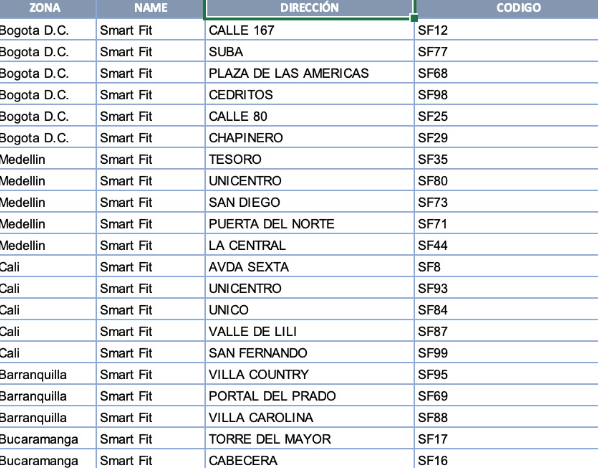 ZONA NAME DIRECCIÓN CODIGO
Bogota D.C. Smart Fit CALLE 167 SF12
Bogota D.C. Smart Fit SUBA SF77
Bogota D.C. Smart Fit PLAZA DE LAS AMERICAS SF68
Bogota D.C. Smart Fit CEDRITOS SF98
Bogota D.C. Smart Fit CALLE 80 SF25
Bogota D.C. Smart Fit CHAPINERO SF29
Medellin Smart Fit TESORO SF35
Medellin Smart Fit UNICENTRO SF80
Medellin Smart Fit SAN DIEGO SF73
Medellin Smart Fit PUERTA DEL NORTE SF71
Medellin Smart Fit LA CENTRAL SF44
Cali Smart Fit AVDA SEXTA SF8
Cali Smart Fit UNICENTRO SF93
Cali Smart Fit UNICO SF84
Cali Smart Fit VALLE DE LILI SF87
Cali Smart Fit SAN FERNANDO SF99
Barranquilla Smart Fit VILLA COUNTRY SF95
Barranquilla Smart Fit PORTAL DEL PRADO SF69
Barranquilla Smart Fit VILLA CAROLINA SF88
Bucaramanga Smart Fit TORRE DEL MAYOR SF17
Bucaramanga Smart Fit CABECERA SF16